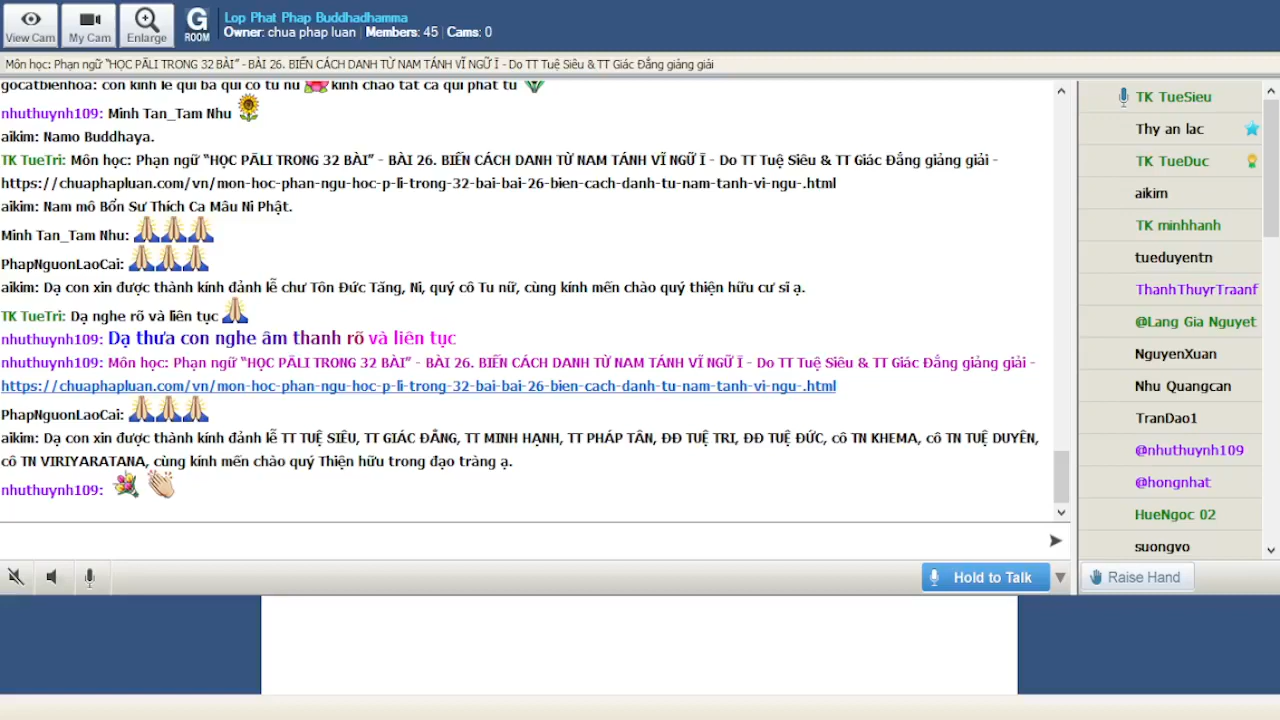 View Cam
My Cam
Enlarge
G ROOM
Lop Phat Phap Buddhadhamma
Owner: chua phap luan | Members: 45 | Cams: 0
Môn học: Phạn ngữ "HỌC PĀLI TRONG 32 BÀI" - BÀI 26. BIẾN CÁCH DANH TỪ NAM TÁNH VĨ NGỮ Ī - Do TT Tuệ Siêu & TT Giác Đẳng giảng giải
nhuthuynh109: Minh Tan_Tam Nhu
aikim: Namo Buddhaya.
TK TueTri: Môn học: Phạn ngữ "HỌC PĀLI TRONG 32 BÀI" - BÀI 26. BIẾN CÁCH DANH TỪ NAM TÁNH VĨ NGỮ Ī - Do TT Tuệ Siêu & TT Giác Đẳng giảng giải -
https://chuaphapluan.com/vn/mon-hoc-phan-ngu-hoc-p-li-trong-32-bai-bai-26-bien-cach-danh-tu-nam-tanh-vi-ngu-.html
aikim: Nam mô Bổn Sư Thích Ca Mâu Ni Phật.
Minh Tan_Tam Nhu:
PhapNguonLaoCai:
aikim: Dạ con xin được thành kính đảnh lễ chư Tôn Đức Tăng, Ni, quý cô Tu nữ, cùng kính mến chào quý thiện hữu cư sĩ ạ.
TK TueTri: Dạ nghe rõ và liên tục
nhuthuynh109: Dạ thưa con nghe âm thanh rõ và liên tục
nhuthuynh109: Môn học: Phạn ngữ "HỌC PĀLI TRONG 32 BÀI" - BÀI 26. BIẾN CÁCH DANH TỪ NAM TÁNH VĨ NGỮ Ī - Do TT Tuệ Siêu & TT Giác Đẳng giảng giải -
https://chuaphapluan.com/vn/mon-hoc-phan-ngu-hoc-p-li-trong-32-bai-bai-26-bien-cach-danh-tu-nam-tanh-vi-ngu-.html
PhapNguonLaoCai:
aikim: Dạ con xin được thành kính đảnh lễ TT TUỆ SIÊU, TT GIÁC ĐẲNG, TT MINH HẠNH, TT PHÁP TÂN, ĐĐ TUỆ TRI, ĐĐ TUỆ ĐỨC, cô TN KHEMA, cô TN TUỆ DUYÊN,
cô TN VIRIYARATANA, cùng kính mến chào quý Thiện hữu trong đạo tràng ạ.
nhuthuynh109:
Hold to Talk
TK TueSieu
Thy an lac
TK TueDuc
aikim
TK minhhanh
tueduyentn
ThanhThuyrTraanf
@Lang Gia Nguyet
NguyenXuan
Nhu Quangcan
TranDao1
@nhuthuynh109
@hongnhat
HueNgoc 02
suongvo
Raise Hand